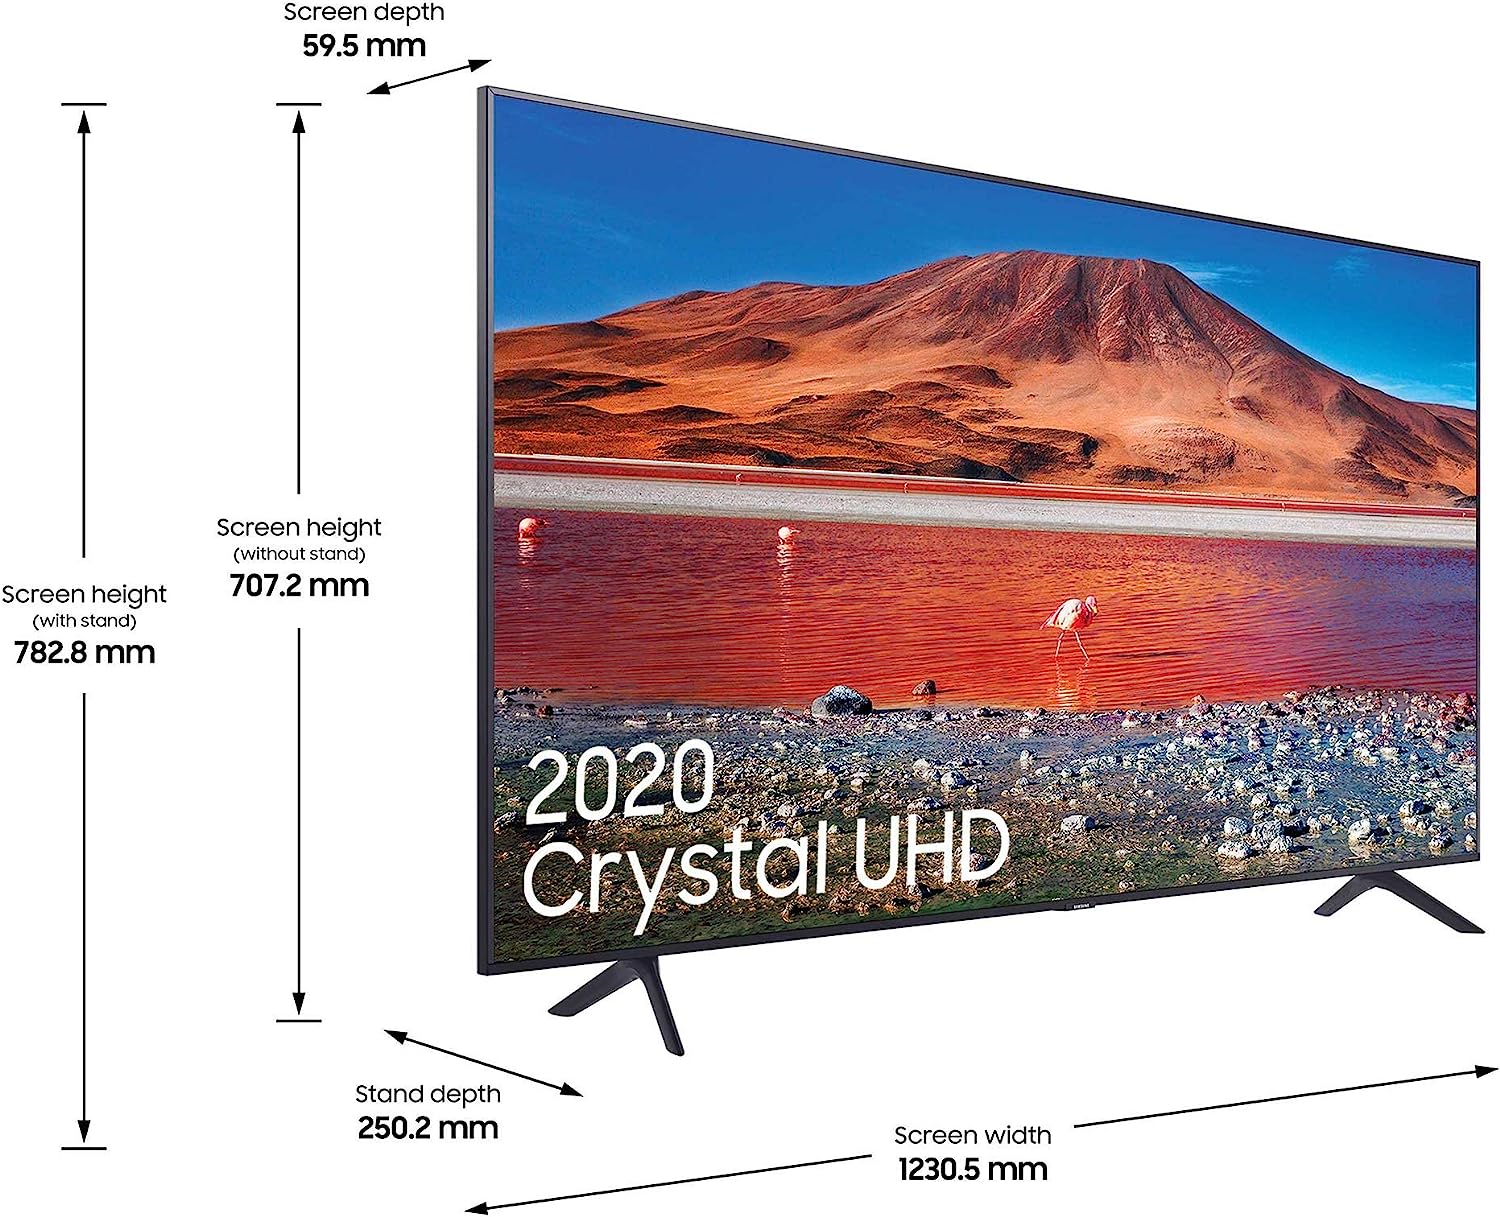 Screen depth
59.5 mm
Screen height
(without stand)
707.2 mm
Screen height
(with stand)
782.8 mm
2020
Crystal UHD
SAMSUNG
Stand depth
250.2 mm
Screen width
1230.5 mm